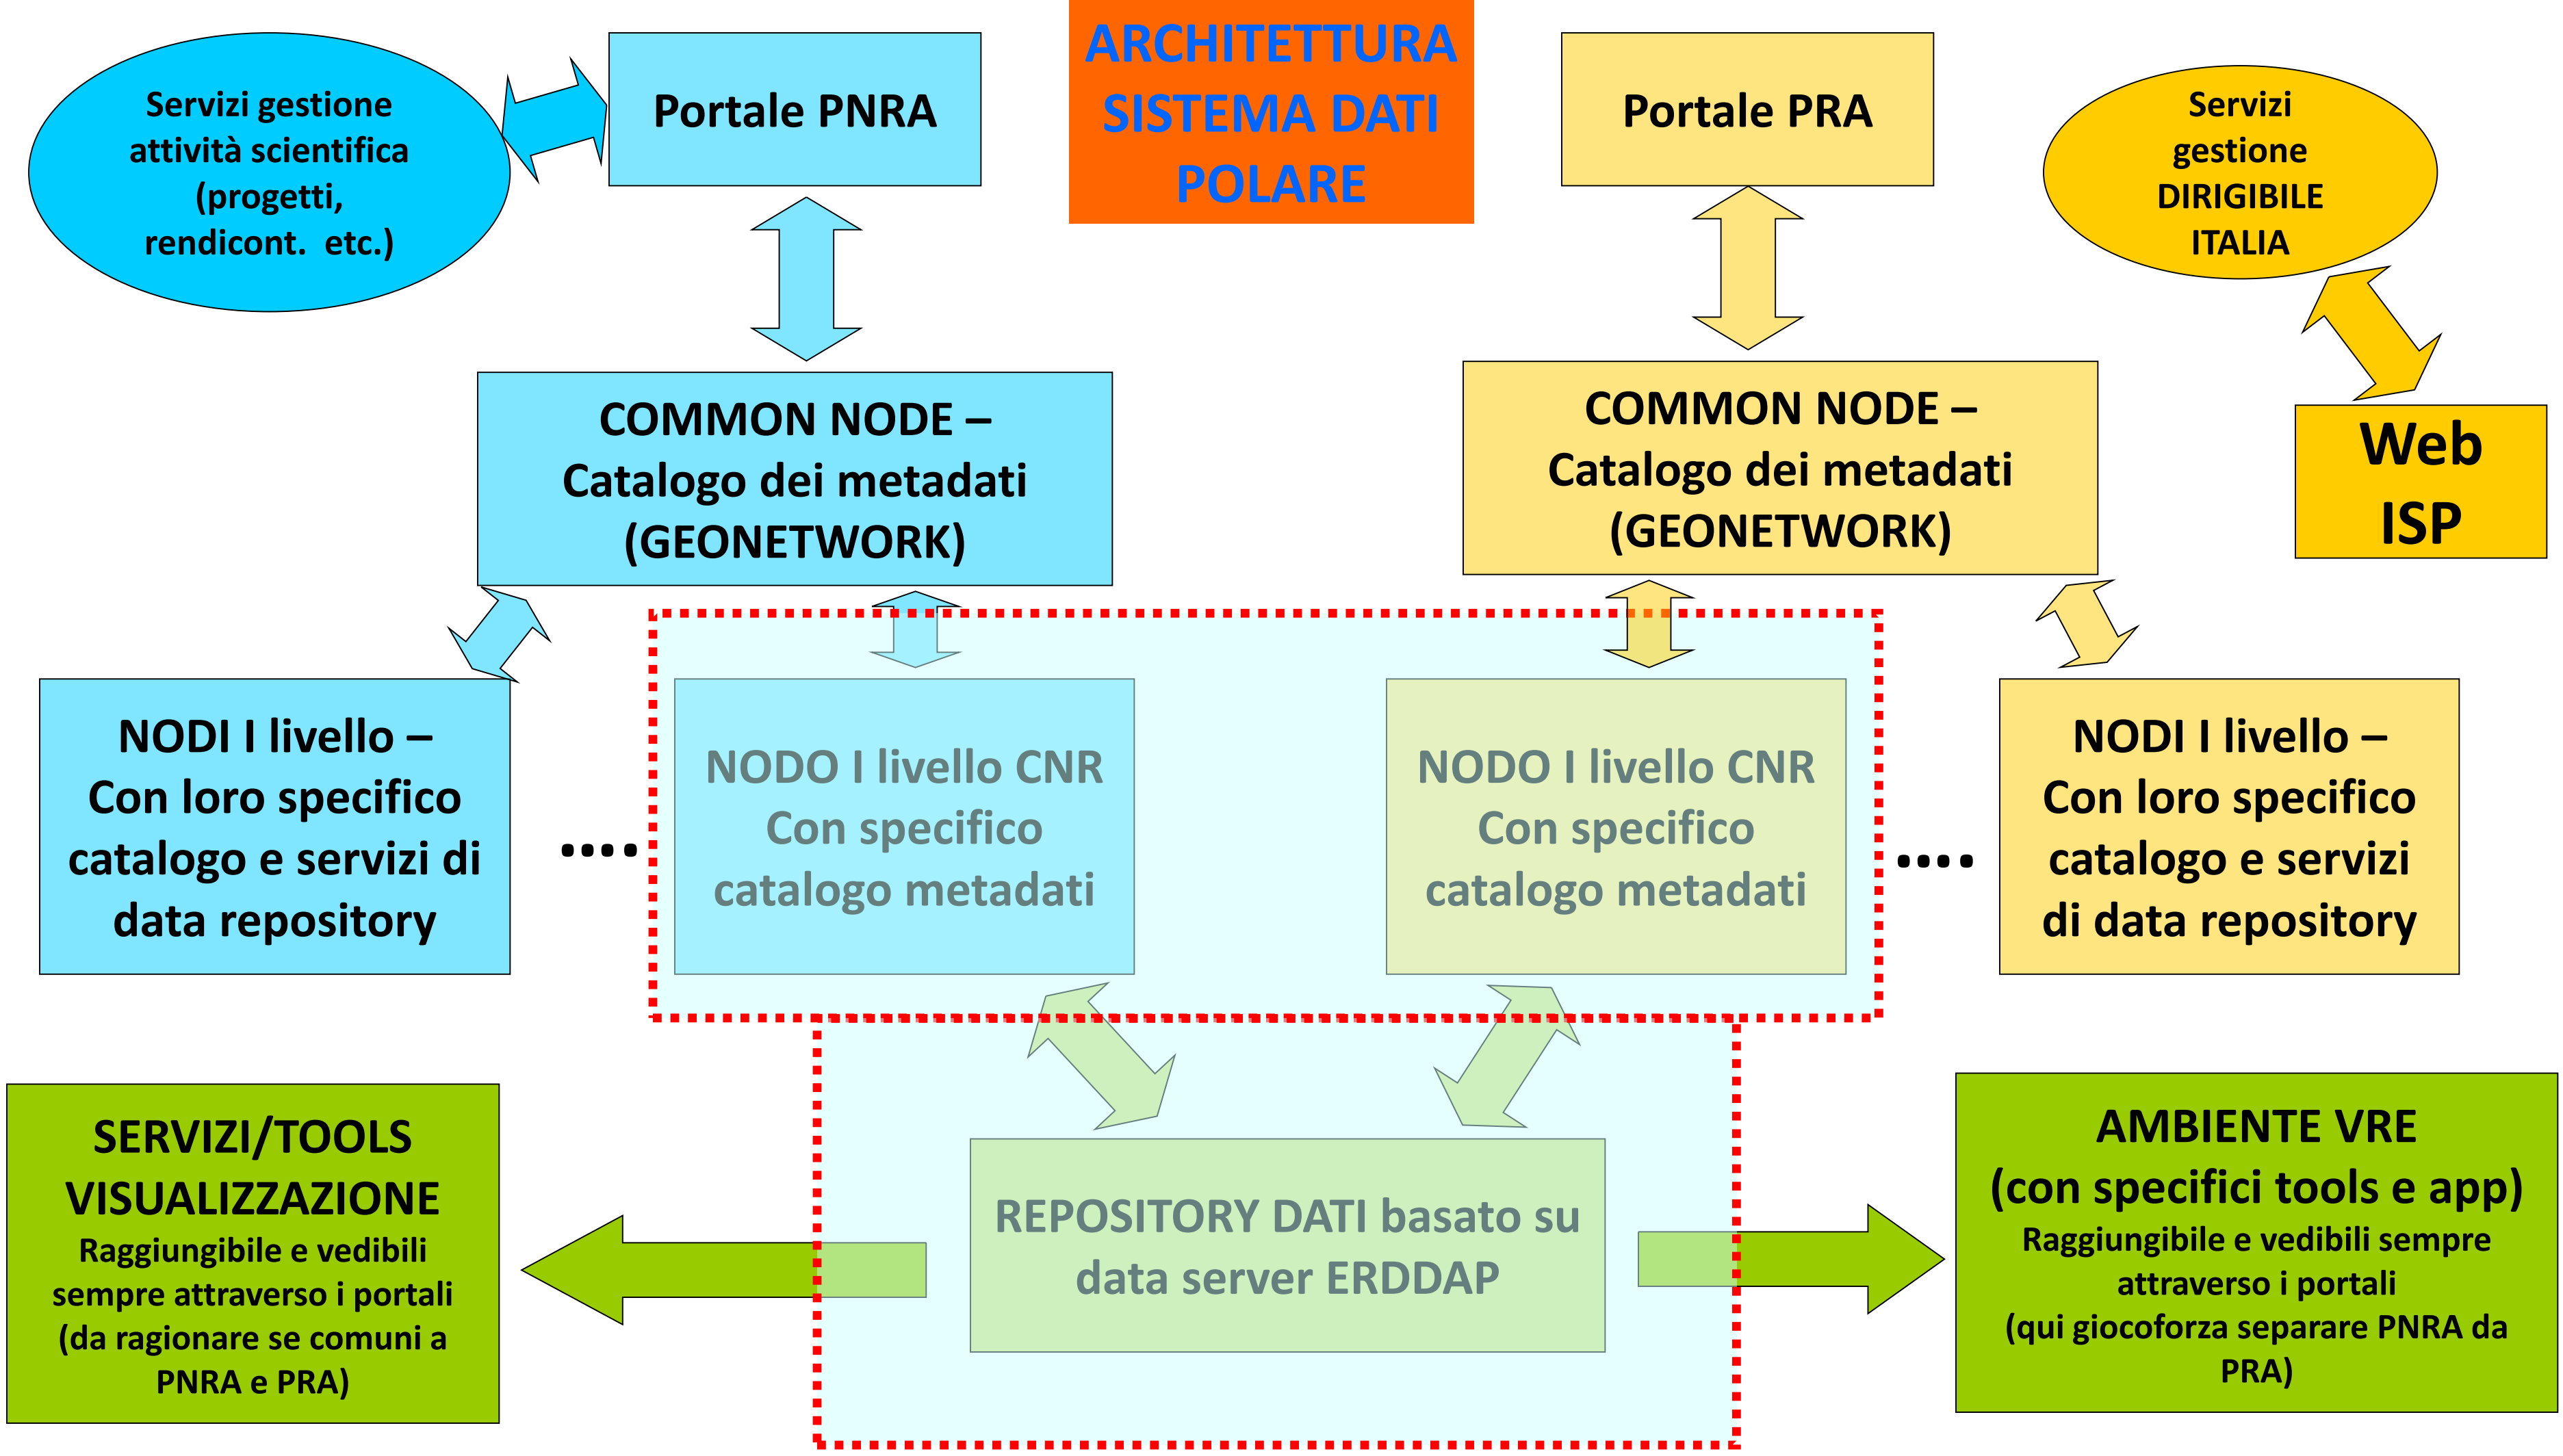 ARCHITETTURA
SISTEMA DATI
POLARE
Servizi gestione
attività scientifica
(progetti,
rendicont. etc.)
Portale PNRA
Portale PRA
Servizi
gestione
DIRIGIBILE
ITALIA
COMMON NODE –
Catalogo dei metadati
(GEONETWORK)
COMMON NODE –
Catalogo dei metadati
(GEONETWORK)
Web
ISP
NODI I livello –
Con loro specifico
catalogo e servizi di
data repository
....
NODO I livello CNR
Con specifico
catalogo metadati
NODO I livello CNR
Con specifico
catalogo metadati
....
NODI I livello –
Con loro specifico
catalogo e servizi
di data repository
SERVIZI/TOOLS
VISUALIZZAZIONE
Raggiungibile e vedibili
sempre attraverso i portali
(da ragionare se comuni a
PNRA e PRA)
REPOSITORY DATI basato su
data server ERDDAP
AMBIENTE VRE
(con specifici tools e app)
Raggiungibile e vedibili sempre
attraverso i portali
(qui giocoforza separare PNRA da
PRA)